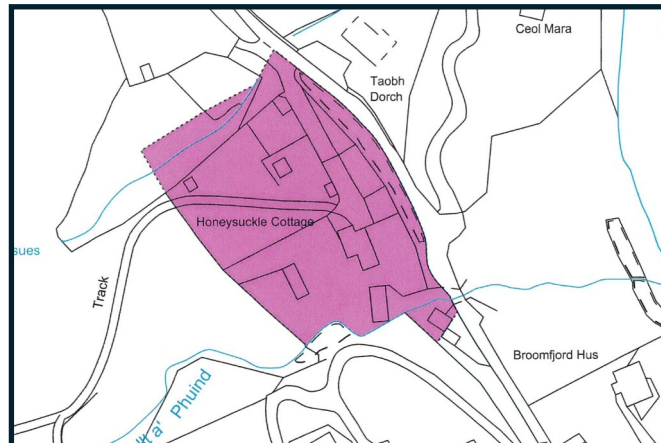 Ceol Mara
Taobh
Dorch
Honeysuckle Cottage
sues
Track
Broomfjord Hus
a' Phuind